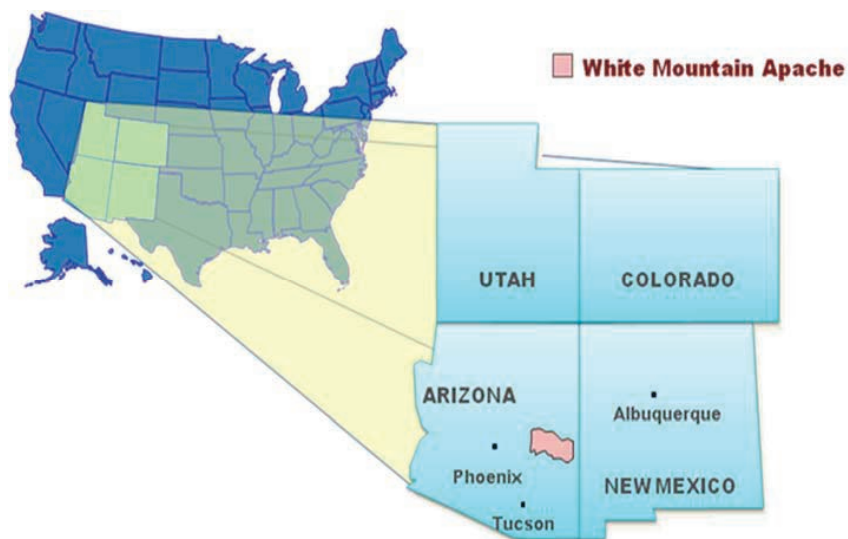 White Mountain Apache
UTAH
COLORADO
ARIZONA
Albuquerque
Phoenix
NEW MEXICO
Tucson